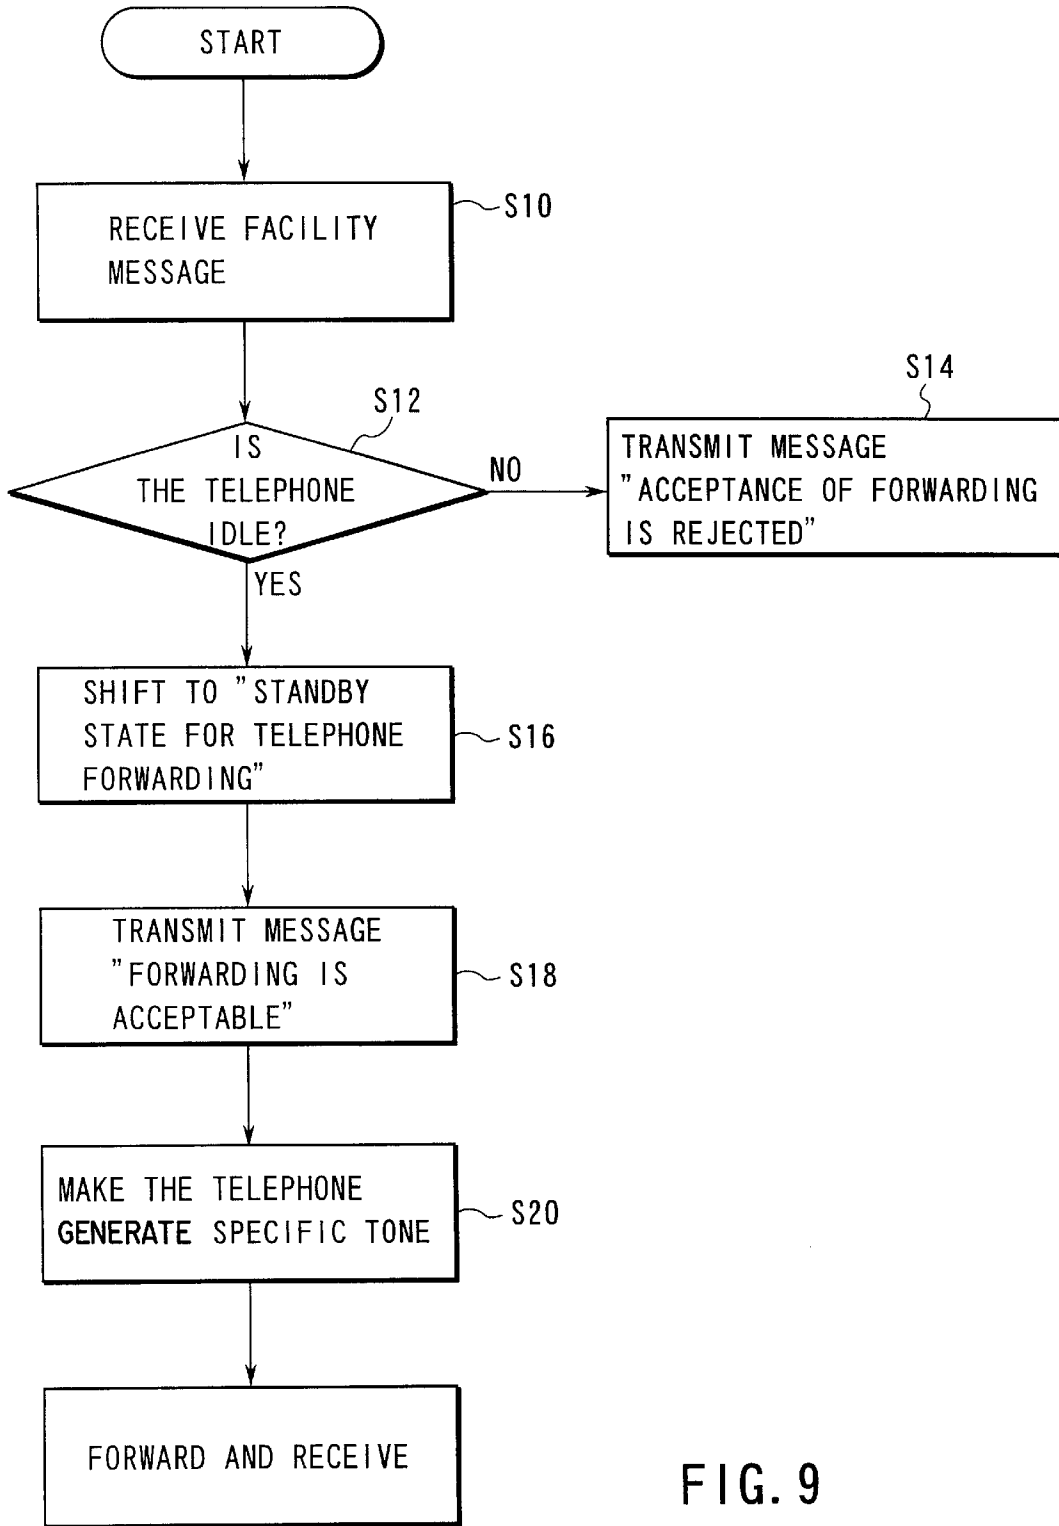 START
RECEIVE FACILITY
MESSAGE
S10
IS
THE TELEPHONE
IDLE?
S12
NO
YES
S14
TRANSMIT MESSAGE
"ACCEPTANCE OF FORWARDING
IS REJECTED"
SHIFT TO "STANDBY
STATE FOR TELEPHONE
FORWARDING"
S16
TRANSMIT MESSAGE
"FORWARDING IS
ACCEPTABLE"
S18
MAKE THE TELEPHONE
GENERATE SPECIFIC TONE
S20
FORWARD AND RECEIVE
FIG. 9